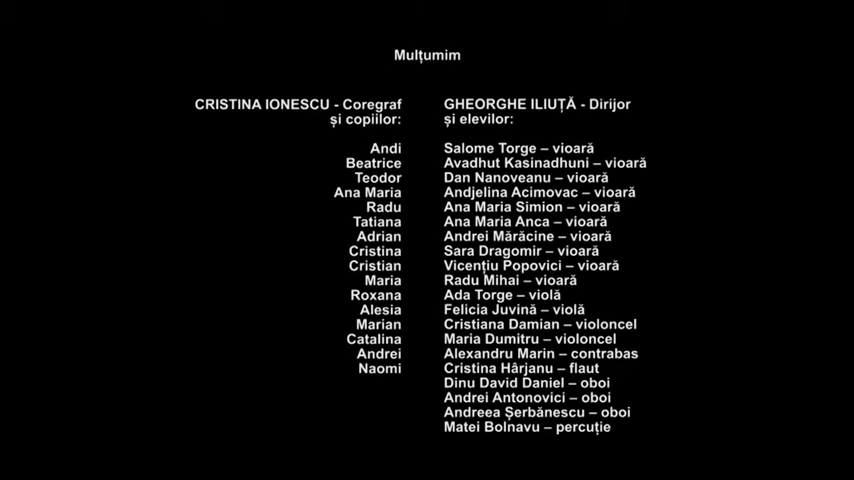 Mulțumim
CRISTINA IONESCU - Coregraf
și copiilor:
Andi
Beatrice
Teodor
Ana Maria
Radu
Tatiana
Adrian
Cristina
Cristian
Maria
Roxana
Alesia
Marian
Catalina
Andrei
Naomi
GHEORGHE ILIUȚĂ - Dirijor
și elevilor:
Salome Torge – vioară
Avadhut Kasinadhuni – vioară
Dan Nanoveanu – vioară
Andjelina Acimovac – vioară
Ana Maria Simion – vioară
Ana Maria Anca – vioară
Andrei Mărăcine – vioară
Sara Dragomir – vioară
Vicențiu Popovici – vioară
Radu Mihai – vioară
Ada Torge – violă
Felicia Juvină – violă
Cristiana Damian – violoncel
Maria Dumitru – violoncel
Alexandru Marin – contrabas
Cristina Hârjanu – flaut
Dinu David Daniel – oboi
Andrei Antonovici – oboi
Andreea Șerbănescu – oboi
Matei Bolnavu – percuție